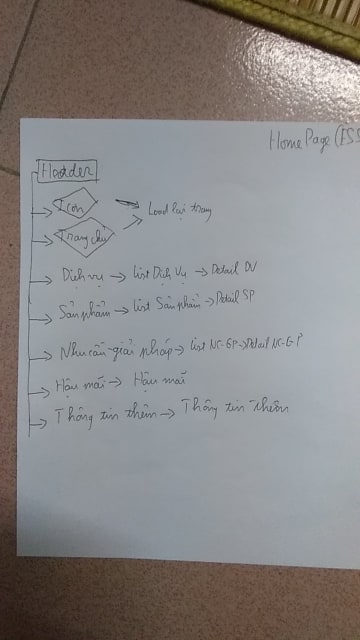 Home Page (ISS
Header
Icon → Load lại trang
Trang chủ
Dịch vụ → List Dịch Vụ → Detail DV
Sản phẩm → List Sản phẩm → Detail SP
Nhu cầu - giải pháp → List NC-GP → Detail NC-GP
Hậu mãi → Hậu mãi
Thông tin thêm → Thông tin thêm